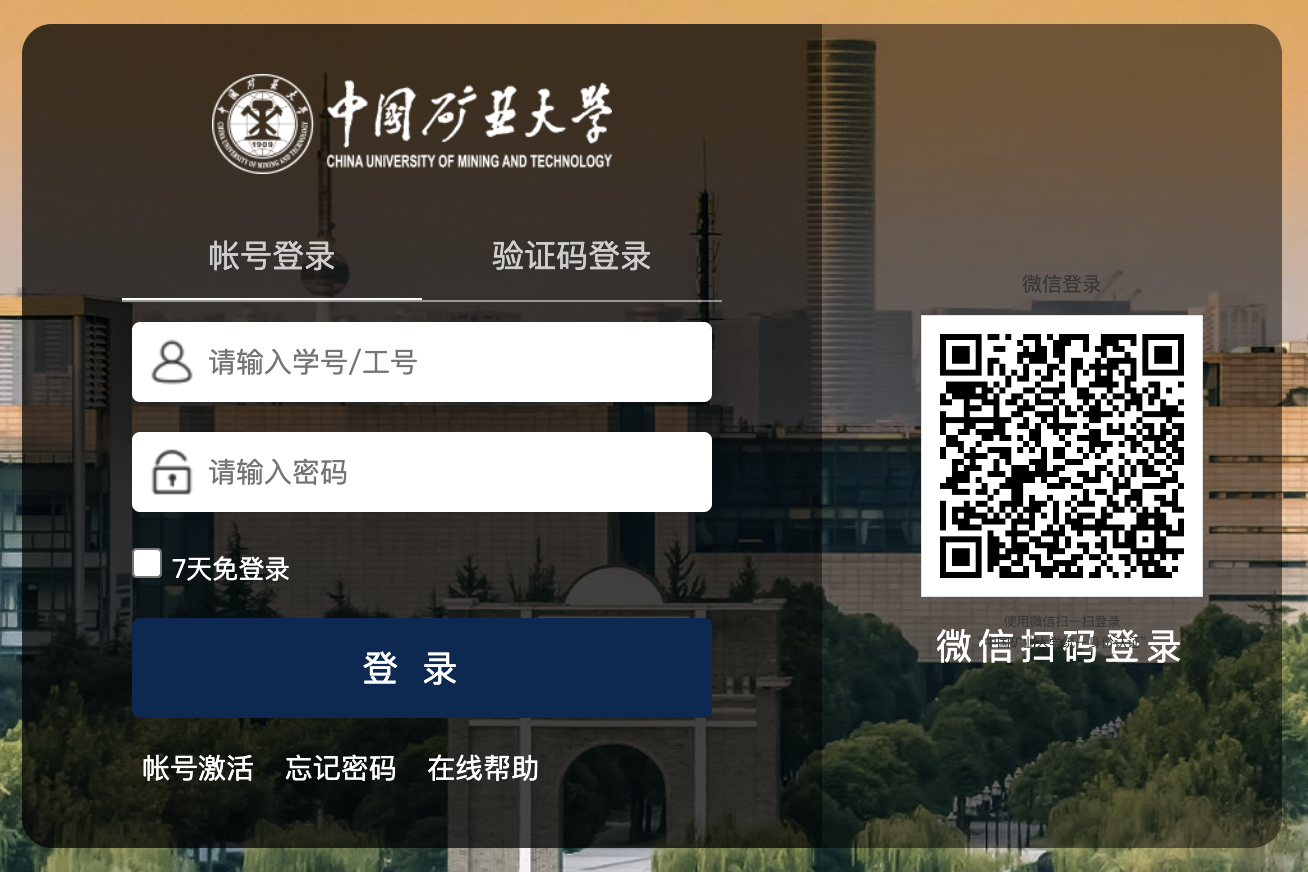 中国矿业大学
CHINA UNIVERSITY OF MINING AND TECHNOLOGY
1909
帐号登录
验证码登录
请输入学号/工号
请输入密码
7天免登录
登 录
帐号激活 忘记密码 在线帮助
微信登录
使用微信扫一扫登录
微信扫码登录